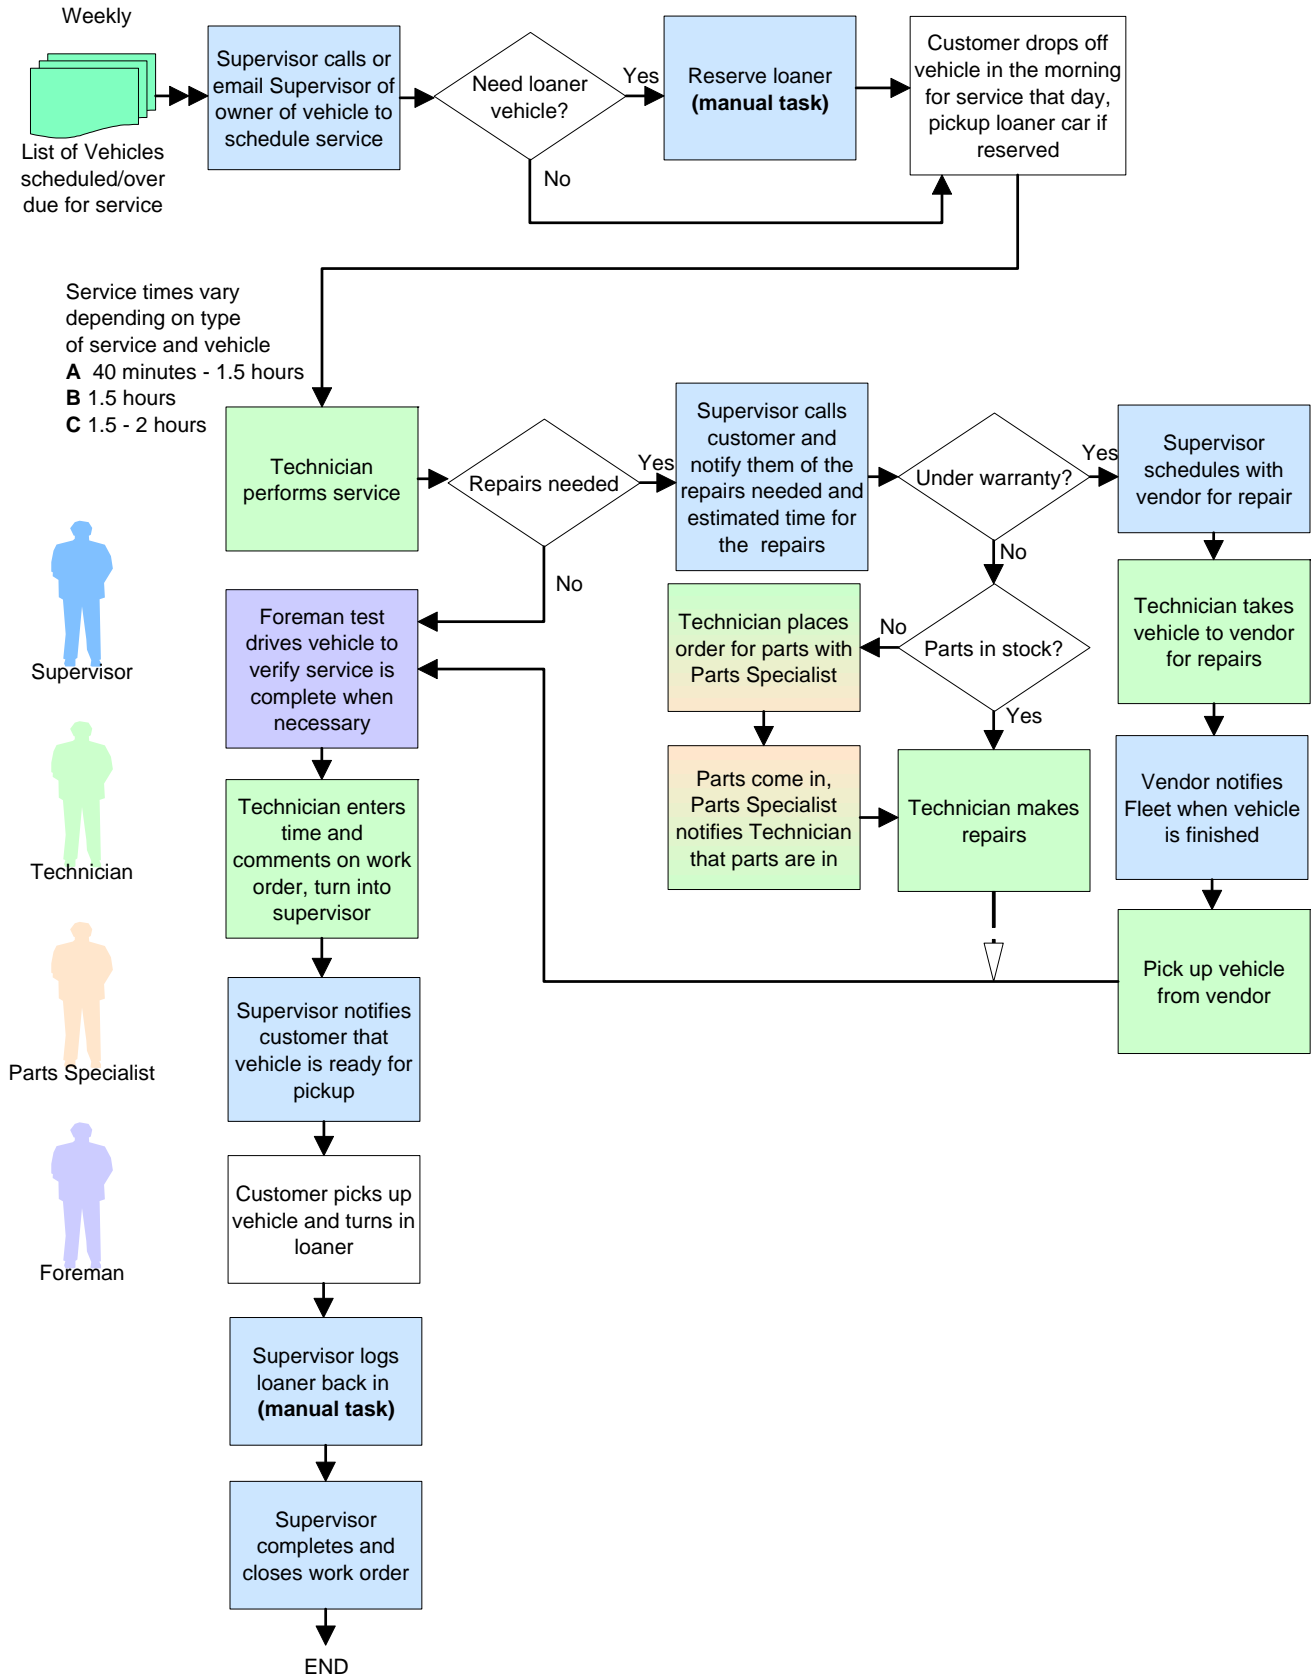 Weekly
List of Vehicles
scheduled/over
due for service
Supervisor calls or
email Supervisor of
owner of vehicle to
schedule service
Need loaner
vehicle?
Yes
No
Reserve loaner
(manual task)
Customer drops off
vehicle in the morning
for service that day,
pickup loaner car if
reserved
Service times vary
depending on type
of service and vehicle
A 40 minutes - 1.5 hours
B 1.5 hours
C 1.5 - 2 hours
Technician
performs service
Repairs needed
Yes
No
Supervisor calls
customer and
notify them of the
repairs needed and
estimated time for
the repairs
Under warranty?
Yes
No
Supervisor
schedules with
vendor for repair
Technician takes
vehicle to vendor
for repairs
Vendor notifies
Fleet when vehicle
is finished
Pick up vehicle
from vendor
Parts in stock?
No
Yes
Technician places
order for parts with
Parts Specialist
Parts come in,
Parts Specialist
notifies Technician
that parts are in
Technician makes
repairs
Foreman test
drives vehicle to
verify service is
complete when
necessary
Technician enters
time and
comments on work
order, turn into
supervisor
Supervisor notifies
customer that
vehicle is ready for
pickup
Customer picks up
vehicle and turns in
loaner
Supervisor logs
loaner back in
(manual task)
Supervisor
completes and
closes work order
END
Supervisor
Technician
Parts Specialist
Foreman